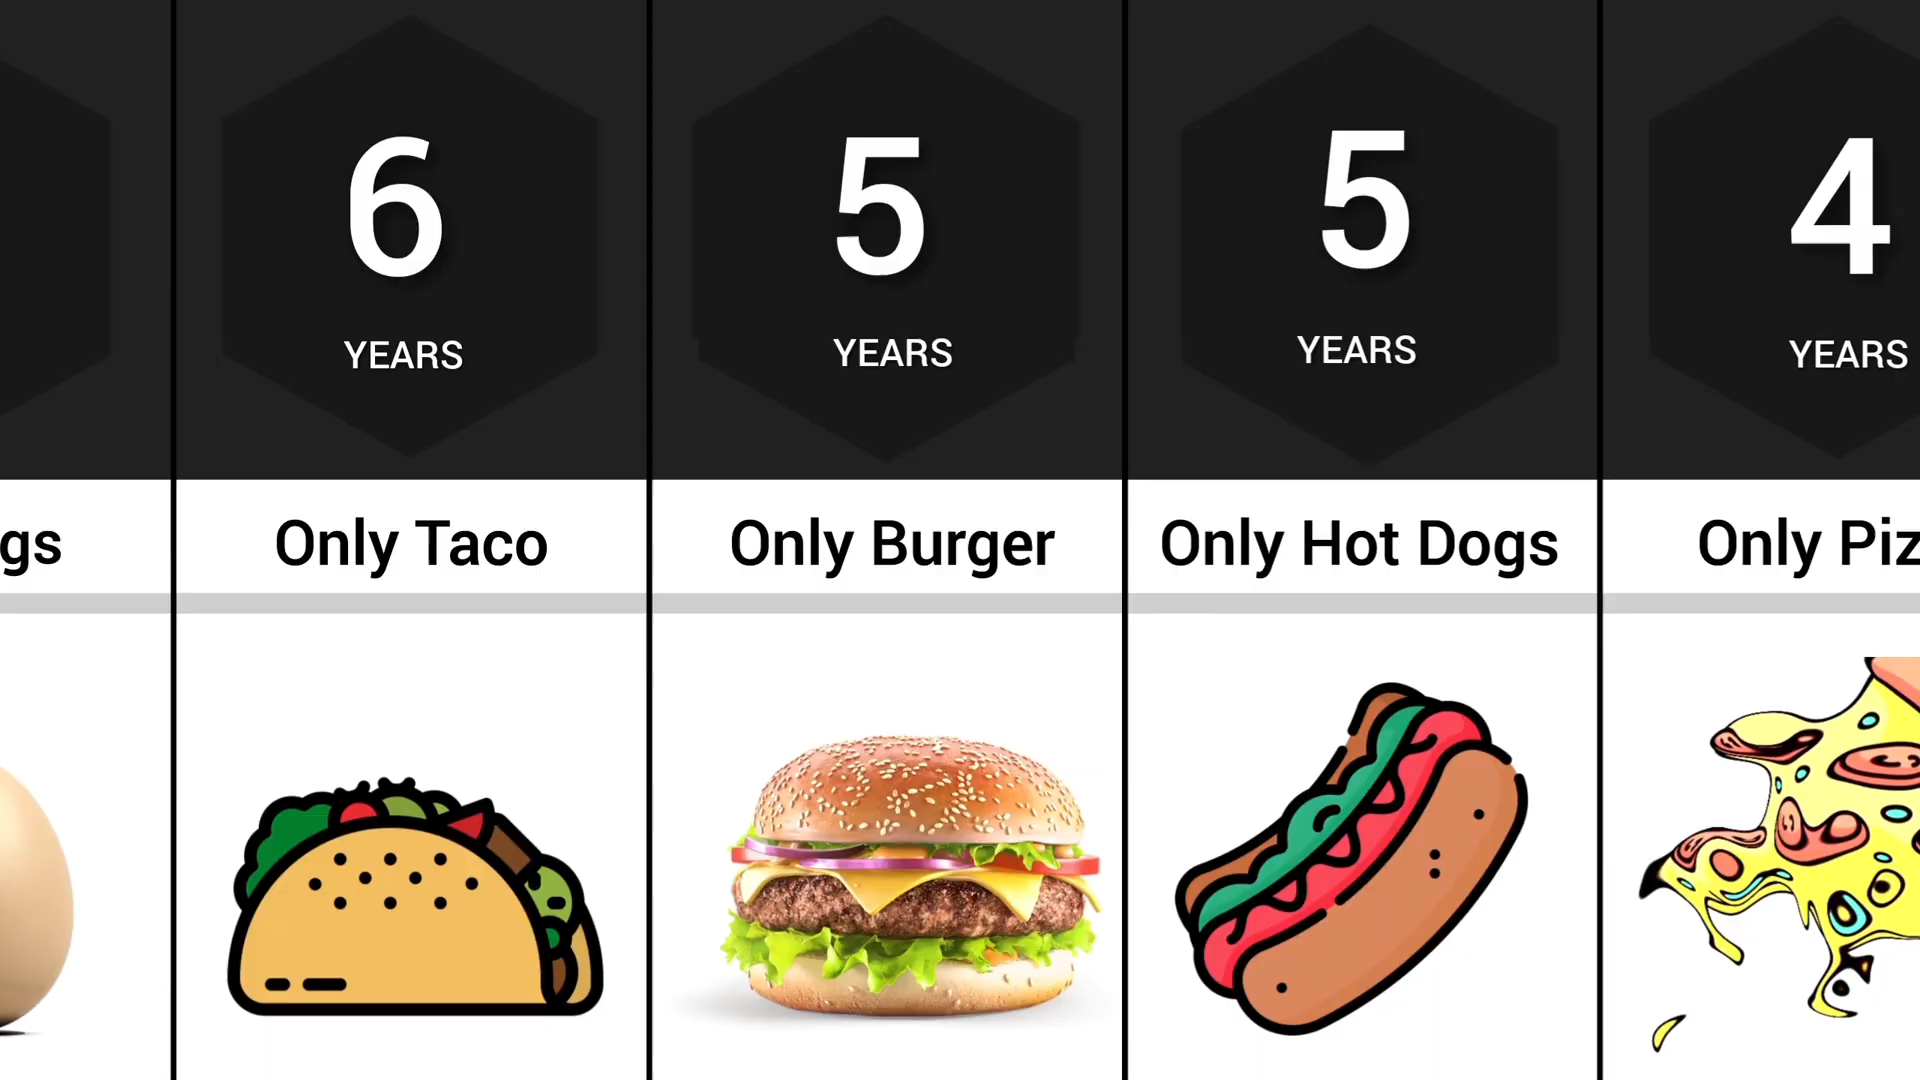 6
YEARS
Only Taco
5
YEARS
Only Burger
5
YEARS
Only Hot Dogs
4
YEARS
Only Piz
gs